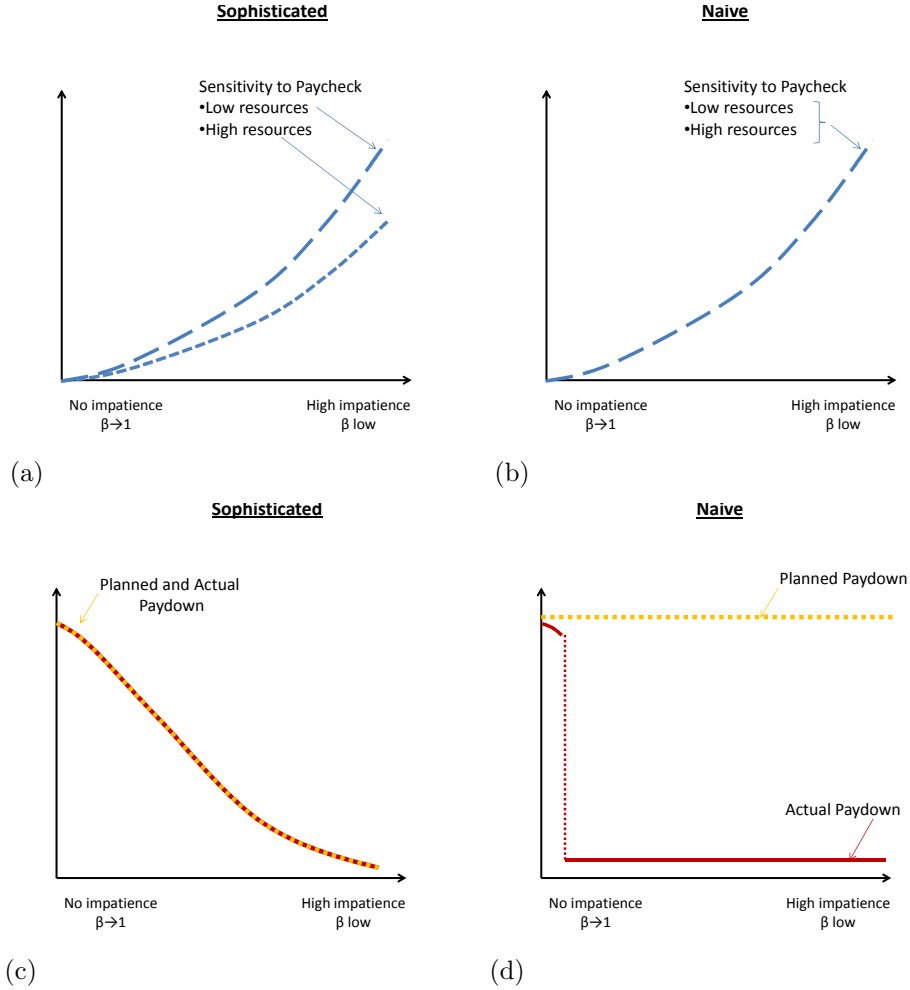 Sophisticated
Sensitivity to Paycheck
•Low resources
•High resources
No impatience
β→1
High impatience
β low
(a)
Naive
Sensitivity to Paycheck
•Low resources
•High resources
No impatience
β→1
High impatience
β low
(b)
Sophisticated
Planned and Actual
Paydown
No impatience
β→1
High impatience
β low
(c)
Naive
Planned Paydown
Actual Paydown
No impatience
β→1
High impatience
β low
(d)